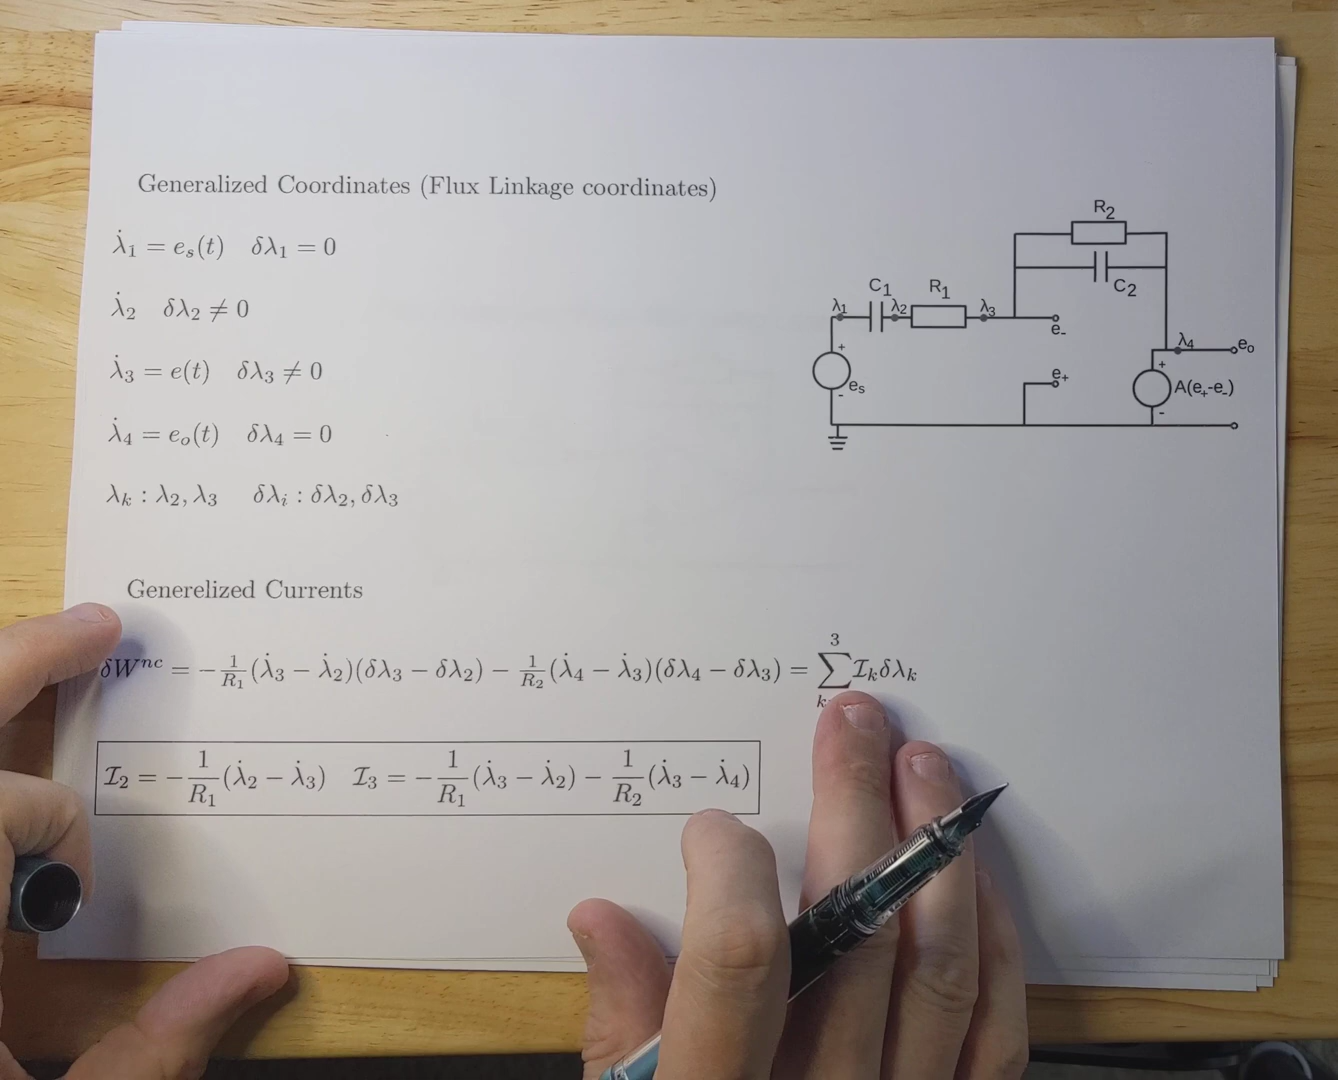 Generalized Coordinates (Flux Linkage coordinates)
λ̇₁ = eₛ(t)   δλ₁ = 0
λ̇₂   δλ₂ ≠ 0
λ̇₃ = e(t)   δλ₃ ≠ 0
λ̇₄ = eₒ(t)   δλ₄ = 0
λₖ : λ₂, λ₃   δλᵢ : δλ₂, δλ₃
R₂
C₂
C₁
R₁
λ₁
λ₂
λ₃
e₋
λ₄
eₒ
+
eₛ
-
e₊
+
A(e₊-e₋)
-
Generelized Currents
δWⁿᶜ = −1/R₁(λ̇₃ − λ̇₂)(δλ₃ − δλ₂) − 1/R₂(λ̇₄ − λ̇₃)(δλ₄ − δλ₃) = ∑ₖ³ ℐₖδλₖ
ℐ₂ = −1/R₁(λ̇₂ − λ̇₃)   ℐ₃ = −1/R₁(λ̇₃ − λ̇₂) − 1/R₂(λ̇₃ − λ̇₄)